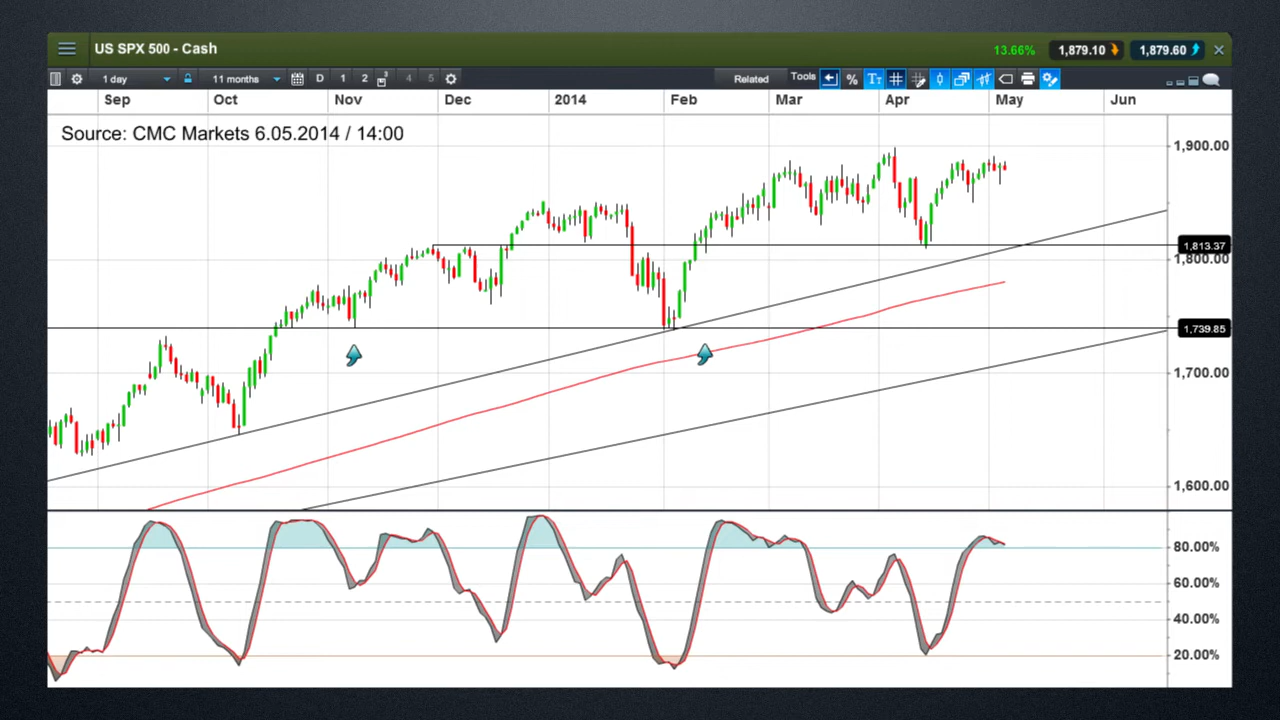 US SPX 500 - Cash
13.66% 1,879.10 1,879.60
1 day 11 months D 1 2 3 4 5 Related Tools % Tт
Sep Oct Nov Dec 2014 Feb Mar Apr May Jun
Source: CMC Markets 6.05.2014 / 14:00
1,900.00
1,813.37
1,800.00
1,739.85
1,700.00
1,600.00
80.00%
60.00%
40.00%
20.00%